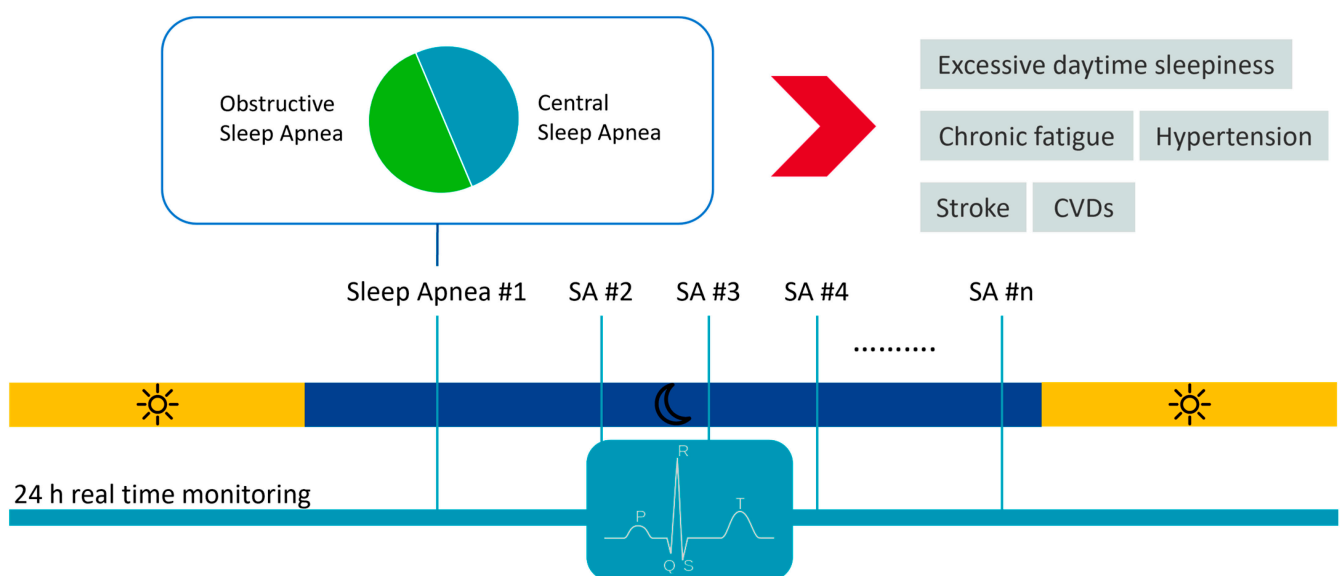 Obstructive
Sleep Apnea
Central
Sleep Apnea
Excessive daytime sleepiness
Chronic fatigue
Hypertension
Stroke
CVDs
Sleep Apnea #1
SA #2
SA #3
SA #4
..........
SA #n
24 h real time monitoring
R
P
T
Q
S